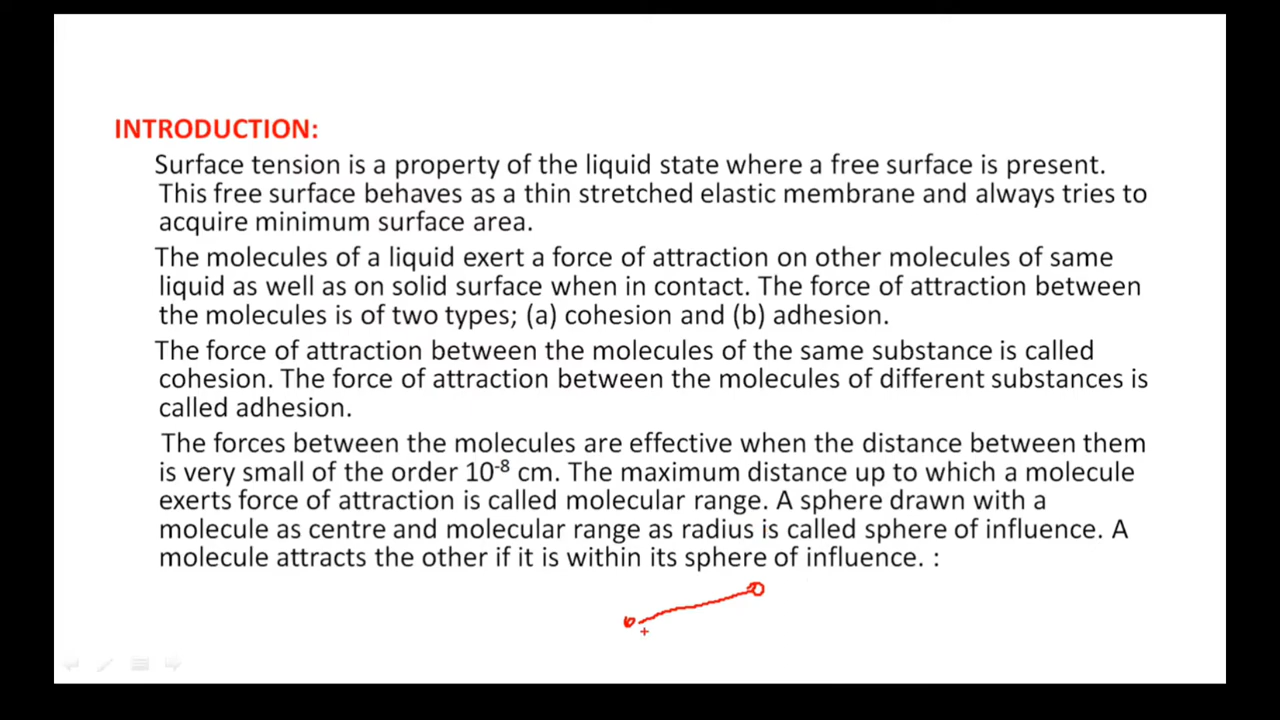 INTRODUCTION:
Surface tension is a property of the liquid state where a free surface is present.
This free surface behaves as a thin stretched elastic membrane and always tries to
acquire minimum surface area.
The molecules of a liquid exert a force of attraction on other molecules of same
liquid as well as on solid surface when in contact. The force of attraction between
the molecules is of two types; (a) cohesion and (b) adhesion.
The force of attraction between the molecules of the same substance is called
cohesion. The force of attraction between the molecules of different substances is
called adhesion.
The forces between the molecules are effective when the distance between them
is very small of the order 10⁻⁸ cm. The maximum distance up to which a molecule
exerts force of attraction is called molecular range. A sphere drawn with a
molecule as centre and molecular range as radius is called sphere of influence. A
molecule attracts the other if it is within its sphere of influence. :